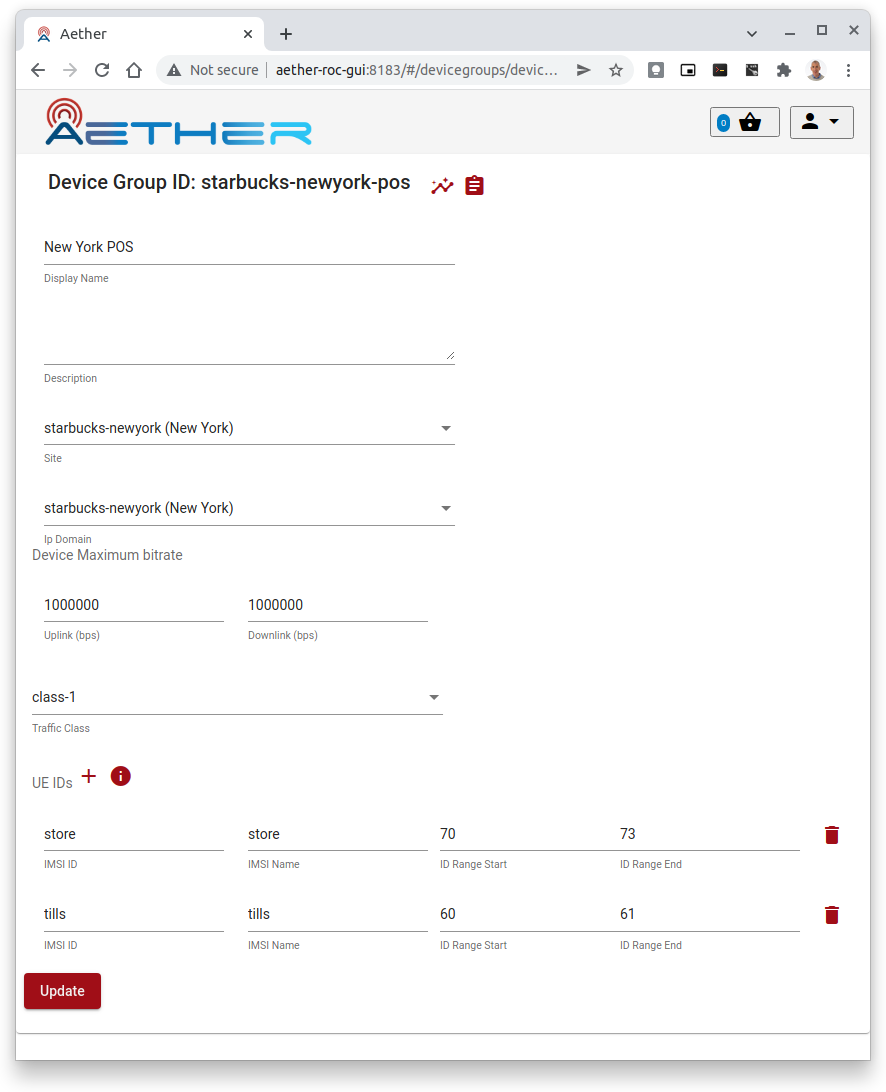 Aether
Not secure aether-roc-gui:8183/#/devicegroups/devic...
AETHER
0
Device Group ID: starbucks-newyork-pos
New York POS
Display Name
Description
starbucks-newyork (New York)
Site
starbucks-newyork (New York)
Ip Domain
Device Maximum bitrate
1000000 1000000
Uplink (bps) Downlink (bps)
class-1
Traffic Class
UE IDs
store store 70 73
IMSI ID IMSI Name ID Range Start ID Range End
tills tills 60 61
IMSI ID IMSI Name ID Range Start ID Range End
Update